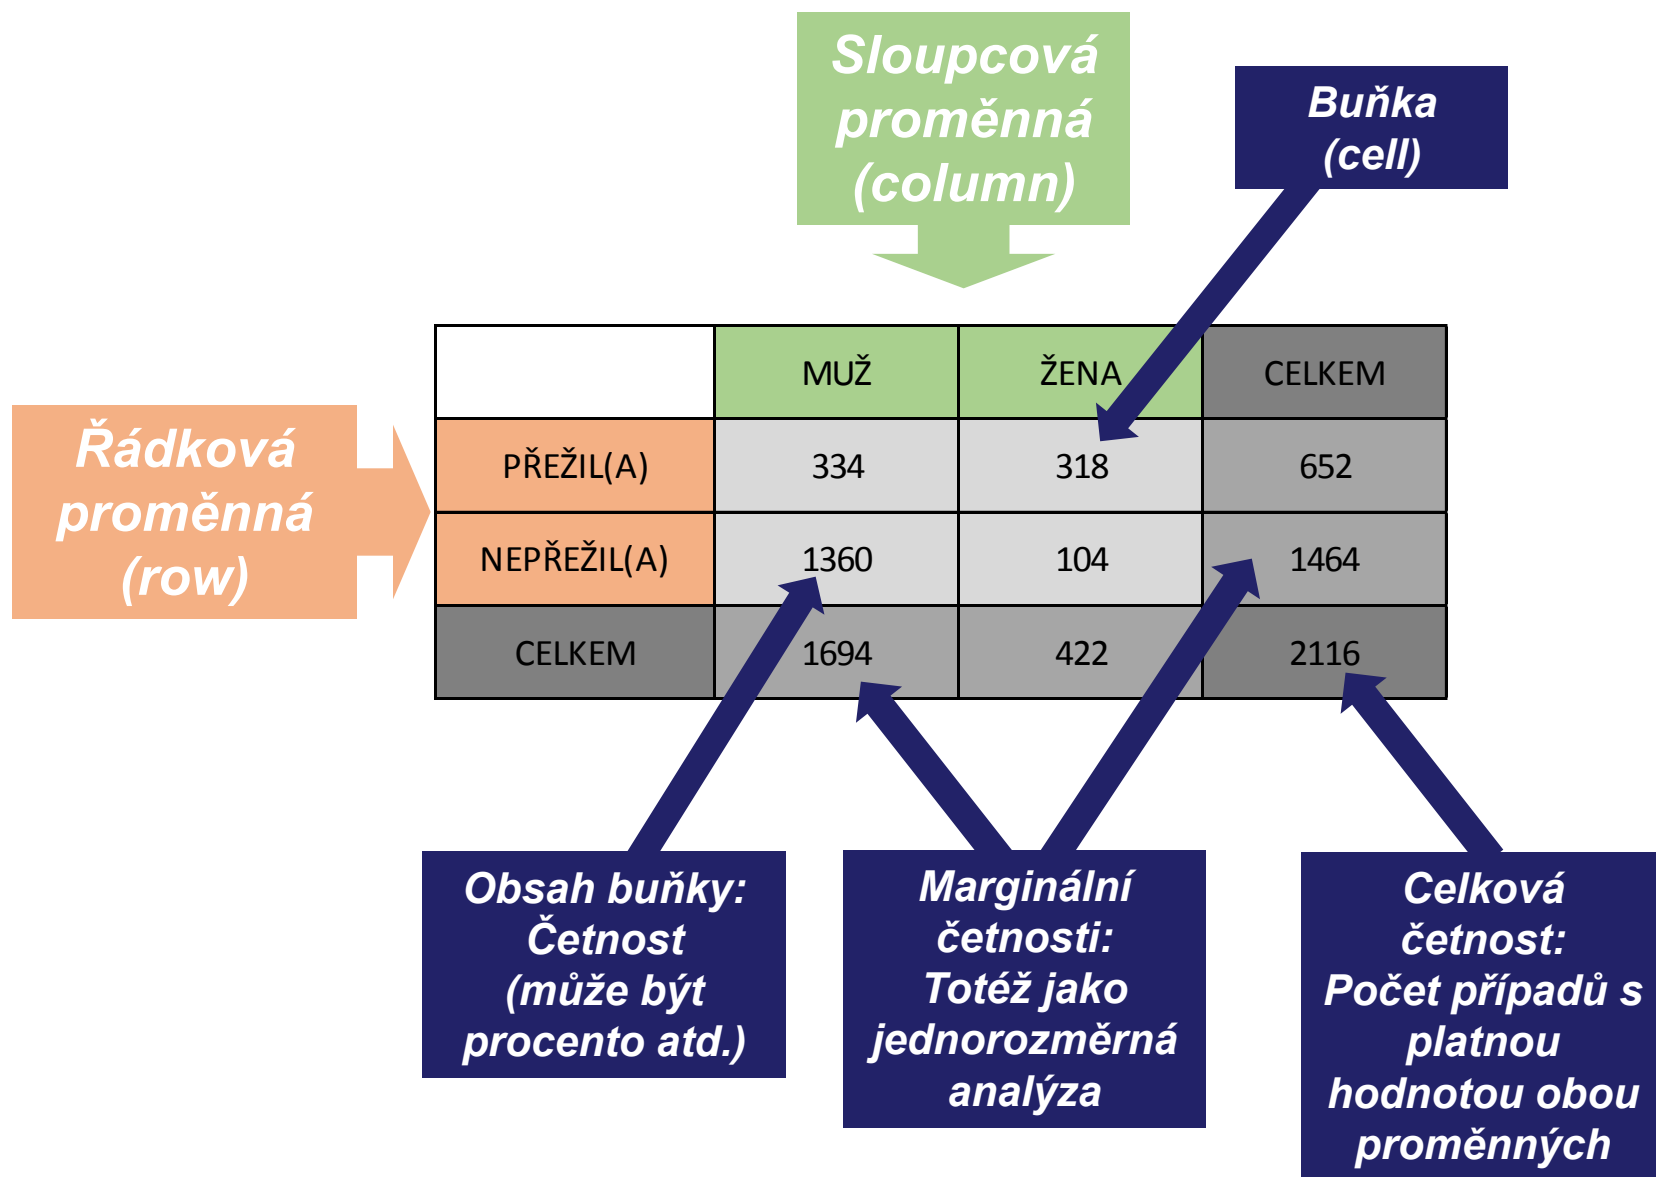 Sloupcová
proměnná
(column)
Buňka
(cell)
Řádková
proměnná
(row)
MUŽ ŽENA CELKEM
PŘEŽIL(A) 334 318 652
NEPŘEŽIL(A) 1360 104 1464
CELKEM 1694 422 2116
Obsah buňky:
Četnost
(může být
procento atd.)
Marginální
četnosti:
Totéž jako
jednorozměrná
analýza
Celková
četnost:
Počet případů s
platnou
hodnotou obou
proměnných